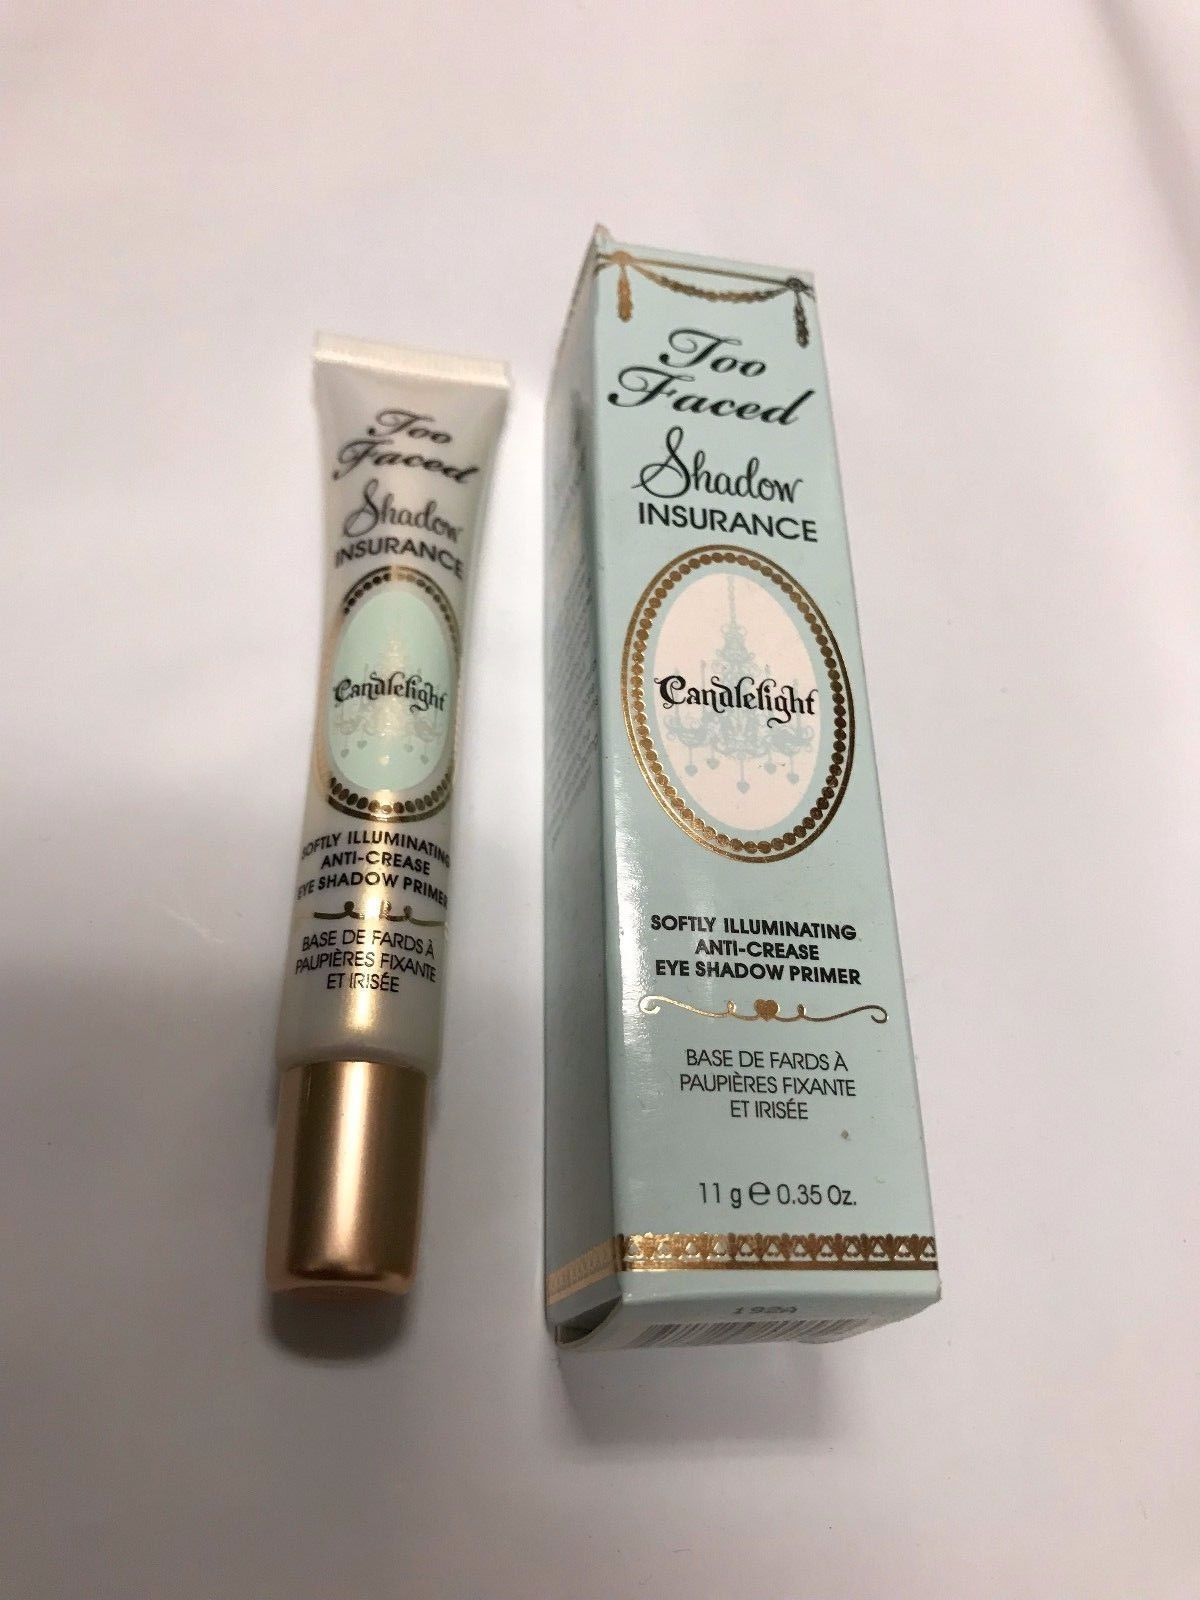 Too
Faced
Shadow
INSURANCE
Candlelight
SOFTLY ILLUMINATING
ANTI-CREASE
EYE SHADOW PRIMER
BASE DE FARDS À
PAUPIÈRES FIXANTE
ET IRISÉE
Too
Faced
Shadow
INSURANCE
Candlelight
SOFTLY ILLUMINATING
ANTI-CREASE
EYE SHADOW PRIMER
BASE DE FARDS À
PAUPIÈRES FIXANTE
ET IRISÉE
11 g ℮ 0.35 Oz.
192A